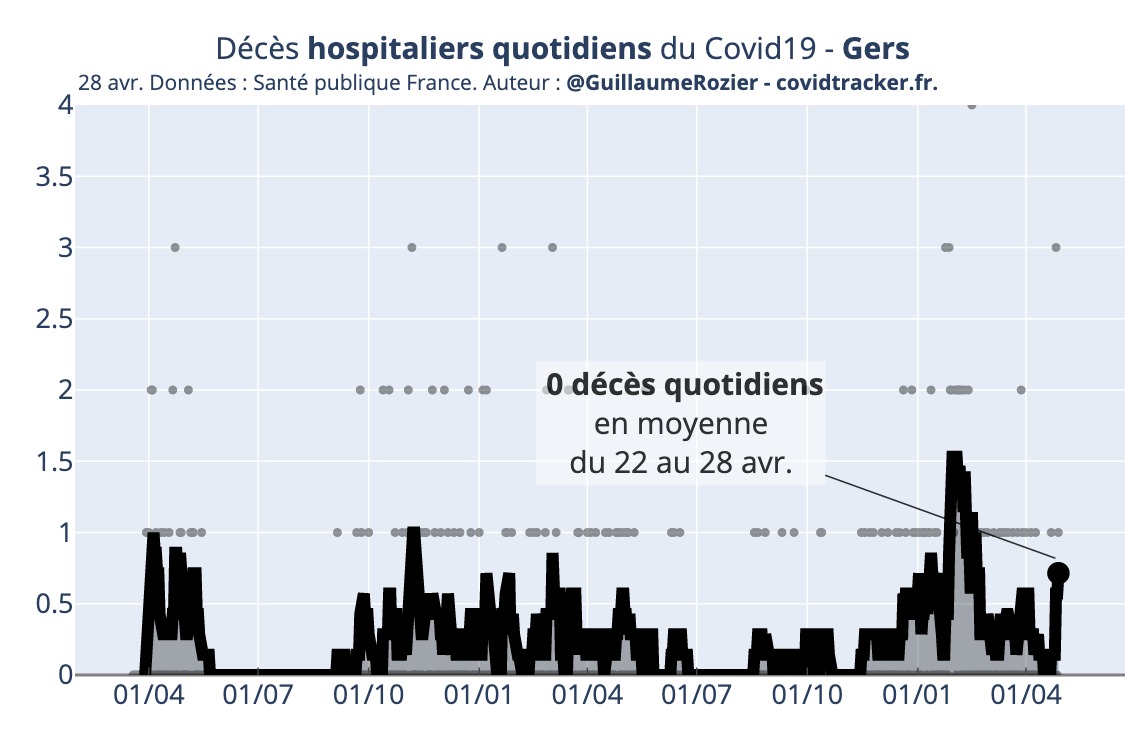 Décès hospitaliers quotidiens du Covid19 - Gers
28 avr. Données : Santé publique France. Auteur : @GuillaumeRozier - covidtracker.fr.
4
3.5
3
2.5
2
1.5
1
0.5
0
0 décès quotidiens
en moyenne
du 22 au 28 avr.
01/04 01/07 01/10 01/01 01/04 01/07 01/10 01/01 01/04